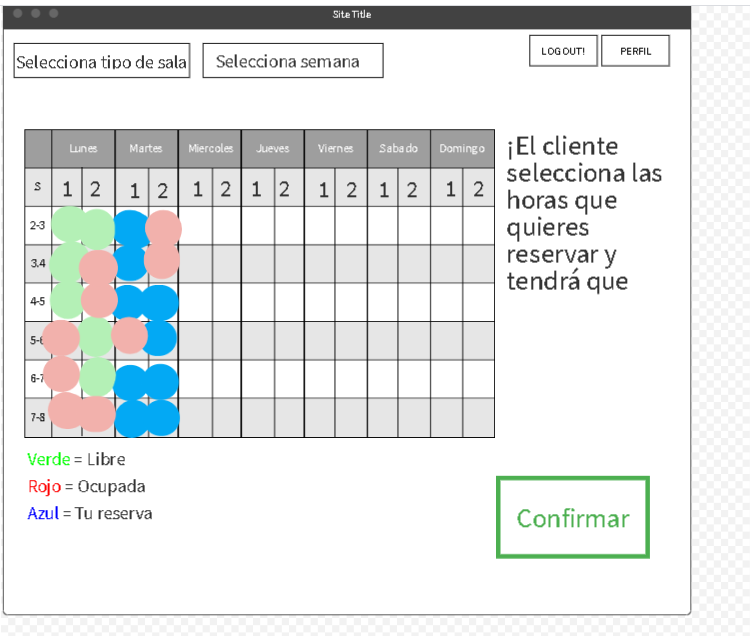 Site Title
LOG OUT!
PERFIL
Selecciona tipo de sala
Selecciona semana
Lunes Martes Miercoles Jueves Viernes Sabado Domingo
S 1 2 1 2 1 2 1 2 1 2 1 2 1 2
2-3
3.4
4-5
5-6
6-7
7-8
¡El cliente
selecciona las
horas que
quieres
reservar y
tendrá que
Verde = Libre
Rojo = Ocupada
Azul = Tu reserva
Confirmar